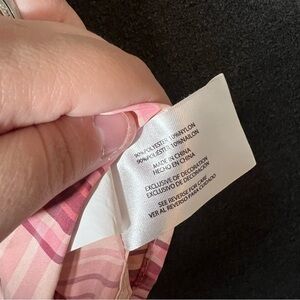 90% POLYESTER 10% NYLON
90% POLIÉSTER 10% NAILON
MADE IN CHINA
HECHO EN CHINA
EXCLUSIVE OF DECORATION
EXCLUSIVO DE DECORACIÓN
SEE REVERSE FOR CARE
VER AL REVERSO PARA CUIDADO